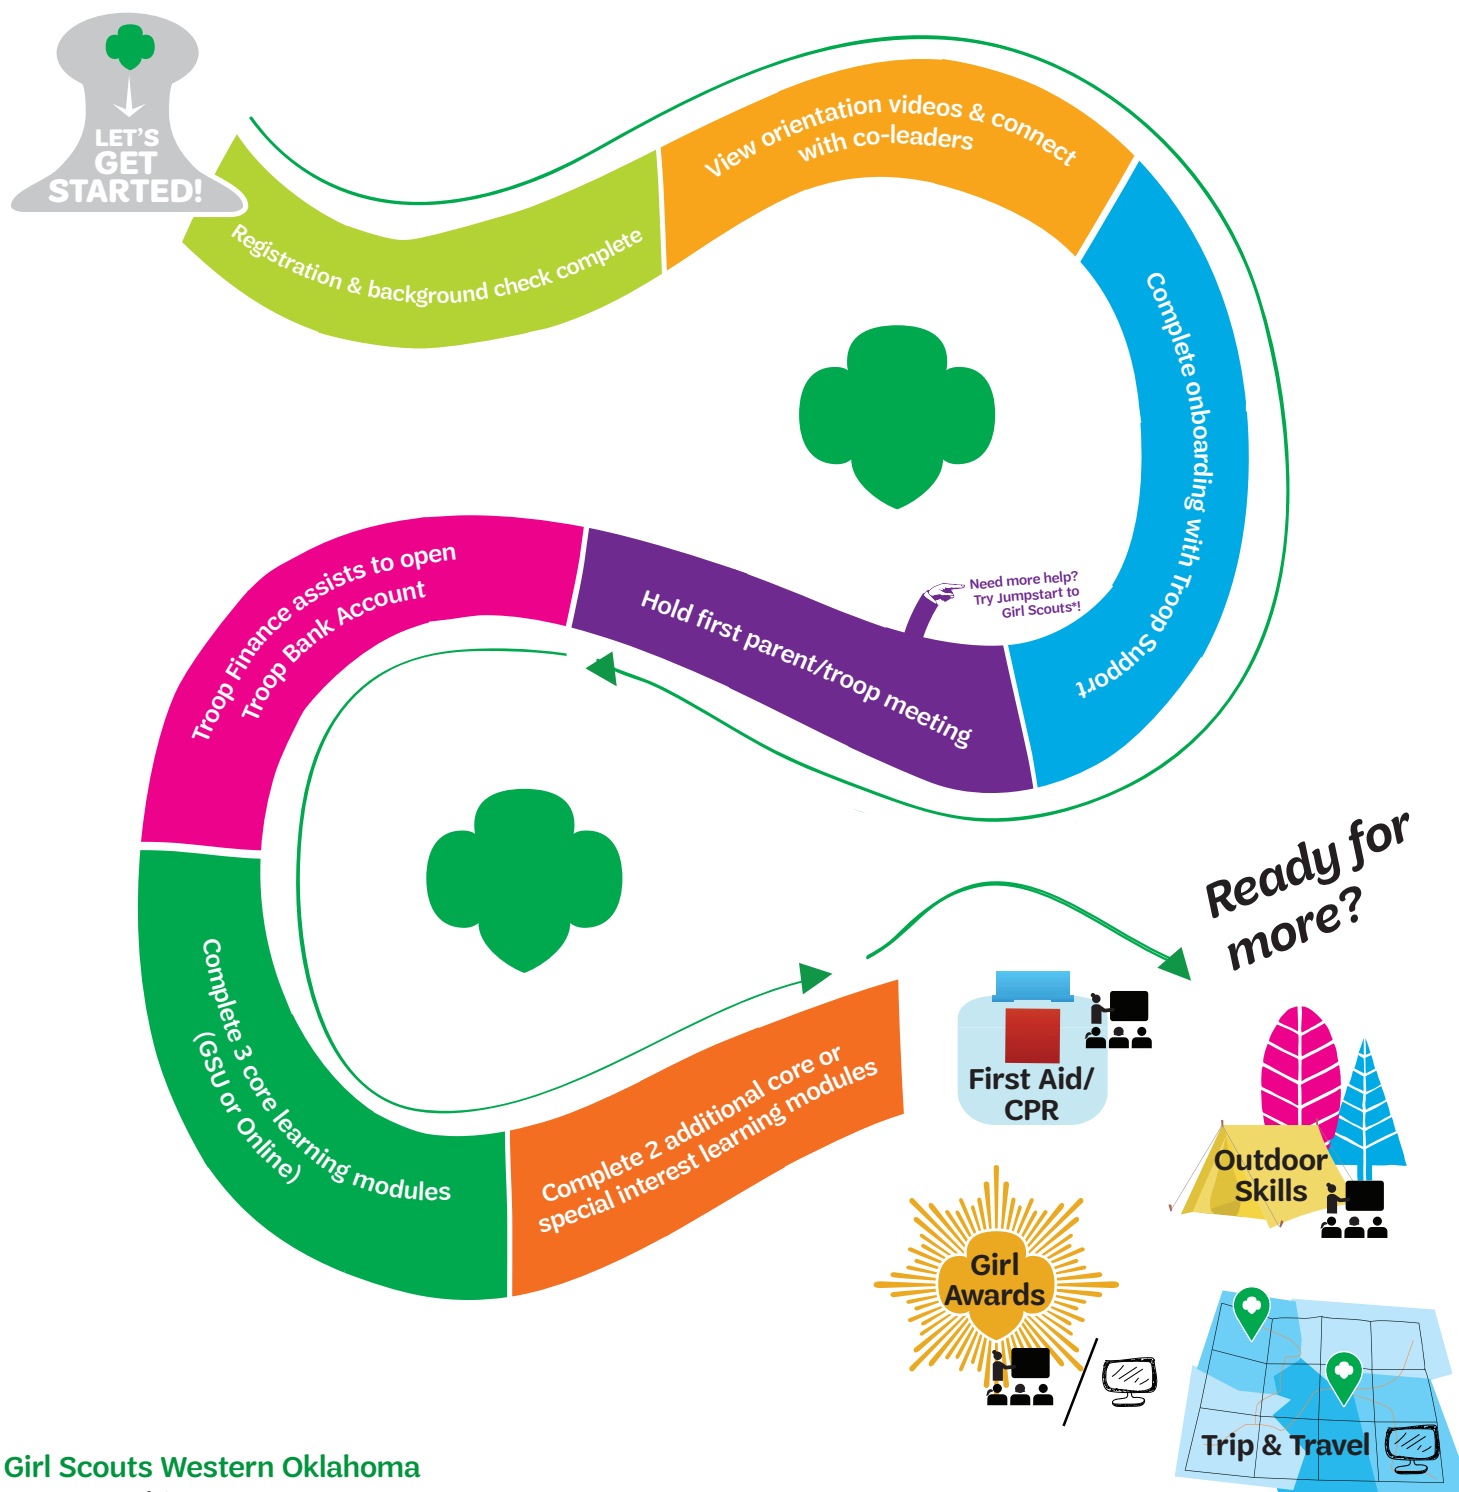 LET'S
GET
STARTED!
Registration & background check complete
View orientation videos & connect
with co-leaders
Complete onboarding with Troop Support
Need more help?
Try Jumpstart to
Girl Scouts*!
Hold first parent/troop meeting
Troop Finance assists to open
Troop Bank Account
Complete 3 core learning modules
(GSU or Online)
Complete 2 additional core or
special interest learning modules
Ready for
more?
First Aid/
CPR
Outdoor
Skills
Girl
Awards
Trip & Travel
Girl Scouts Western Oklahoma